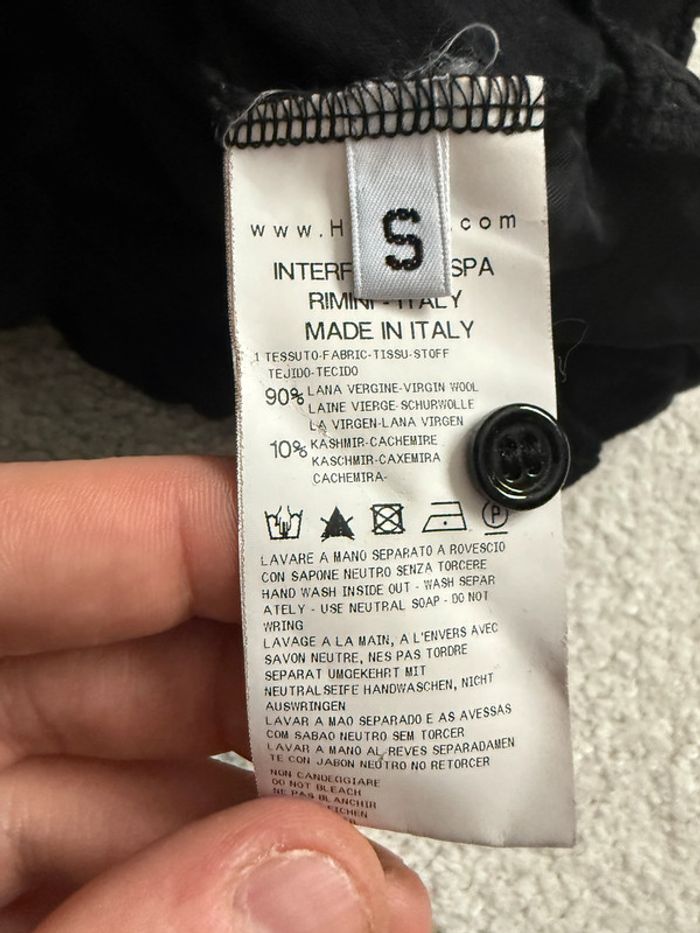 www.H .com
S
INTERF SPA
RIMINI - ITALY
MADE IN ITALY
1 TESSUTO-FABRIC-TISSU-STOFF
TEJIDO-TECIDO
90% LANA VERGINE-VIRGIN WOOL
LAINE VIERGE-SCHURWOLLE
LA VIRGEN-LANA VIRGEN
10% KASHMIR-CACHEMIRE
KASCHMIR-CAXEMIRA
CACHEMIRA-
P
LAVARE A MANO SEPARATO A ROVESCIO
CON SAPONE NEUTRO SENZA TORCERE
HAND WASH INSIDE OUT - WASH SEPAR
ATELY - USE NEUTRAL SOAP - DO NOT
WRING
LAVAGE A LA MAIN, A L'ENVERS AVEC
SAVON NEUTRE, NES PAS TORDRE
SEPARAT UMGEKEHRT MIT
NEUTRALSEIFE HANDWASCHEN, NICHT
AUSWRINGEN
LAVAR A MAO SEPARADO E AS AVESSAS
COM SABAO NEUTRO SEM TORCER
LAVAR A MANO AL REVES SEPARADAMEN
TE CON JABON NEUTRO NO RETORCER
NON CANDEGGIARE
DO NOT BLEACH
NE PAS BLANCHIR